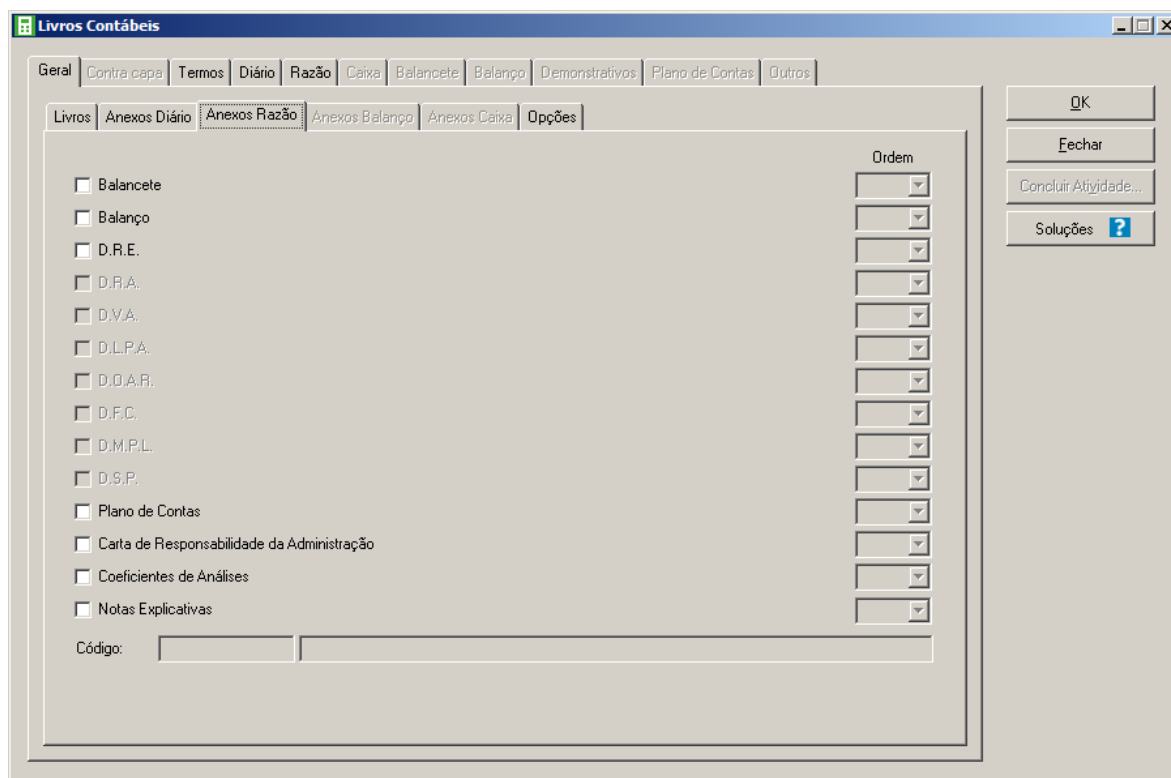 Livros Contábeis
Geral Contra capa Termos Diário Razão Caixa Balancete Balanço Demonstrativos Plano de Contas Outros
Livros Anexos Diário Anexos Razão Anexos Balanço Anexos Caixa Opções
OK
Fechar
Concluir Atividade...
Soluções ?
Ordem
Balancete
Balanço
D.R.E.
D.R.A.
D.V.A.
D.L.P.A.
D.O.A.R.
D.F.C.
D.M.P.L.
D.S.P.
Plano de Contas
Carta de Responsabilidade da Administração
Coeficientes de Análises
Notas Explicativas
Código: